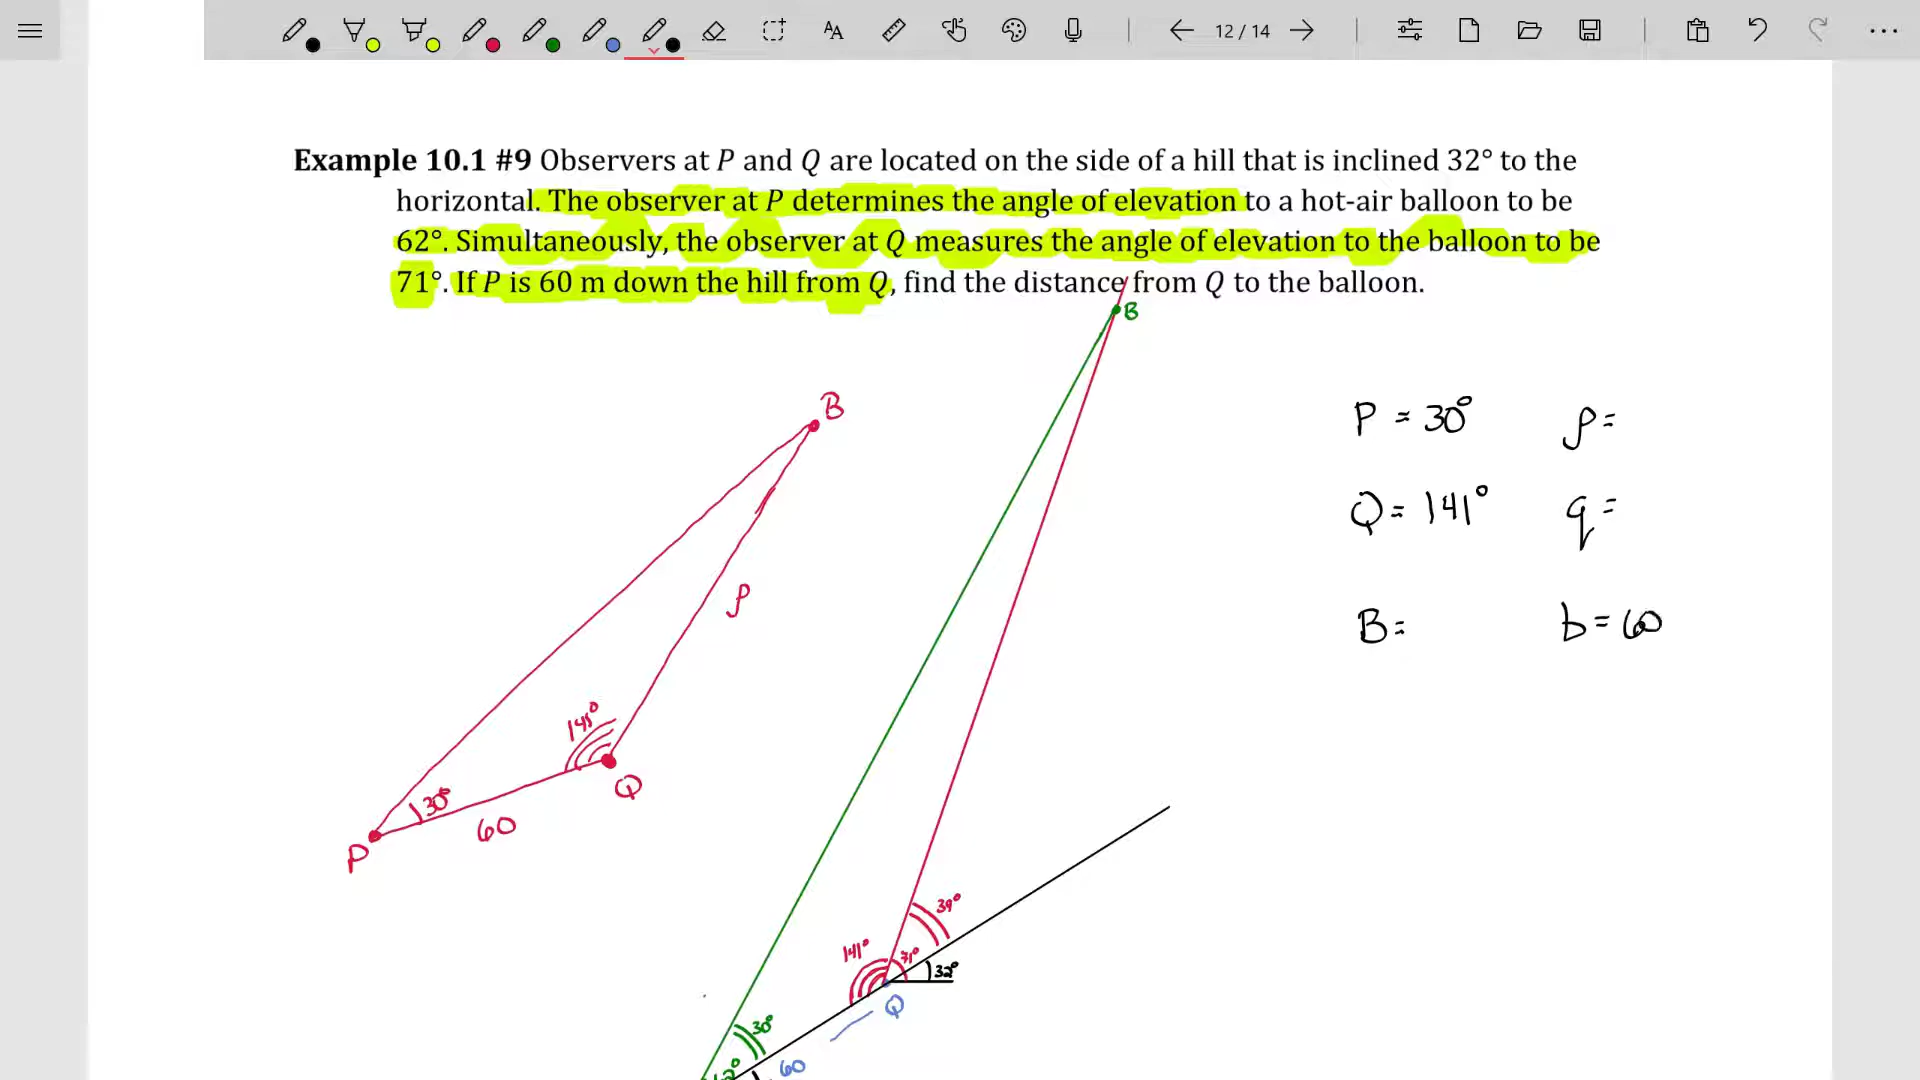 12 / 14
Example 10.1 #9 Observers at P and Q are located on the side of a hill that is inclined 32° to the
horizontal. The observer at P determines the angle of elevation to a hot-air balloon to be
62°. Simultaneously, the observer at Q measures the angle of elevation to the balloon to be
71°. If P is 60 m down the hill from Q, find the distance from Q to the balloon.
B
B
P = 30°
p =
Q = 141°
q =
B =
b = 60
p
141°
30°
60
Q
P
39°
141°
71°
32°
Q
30°
62°
60